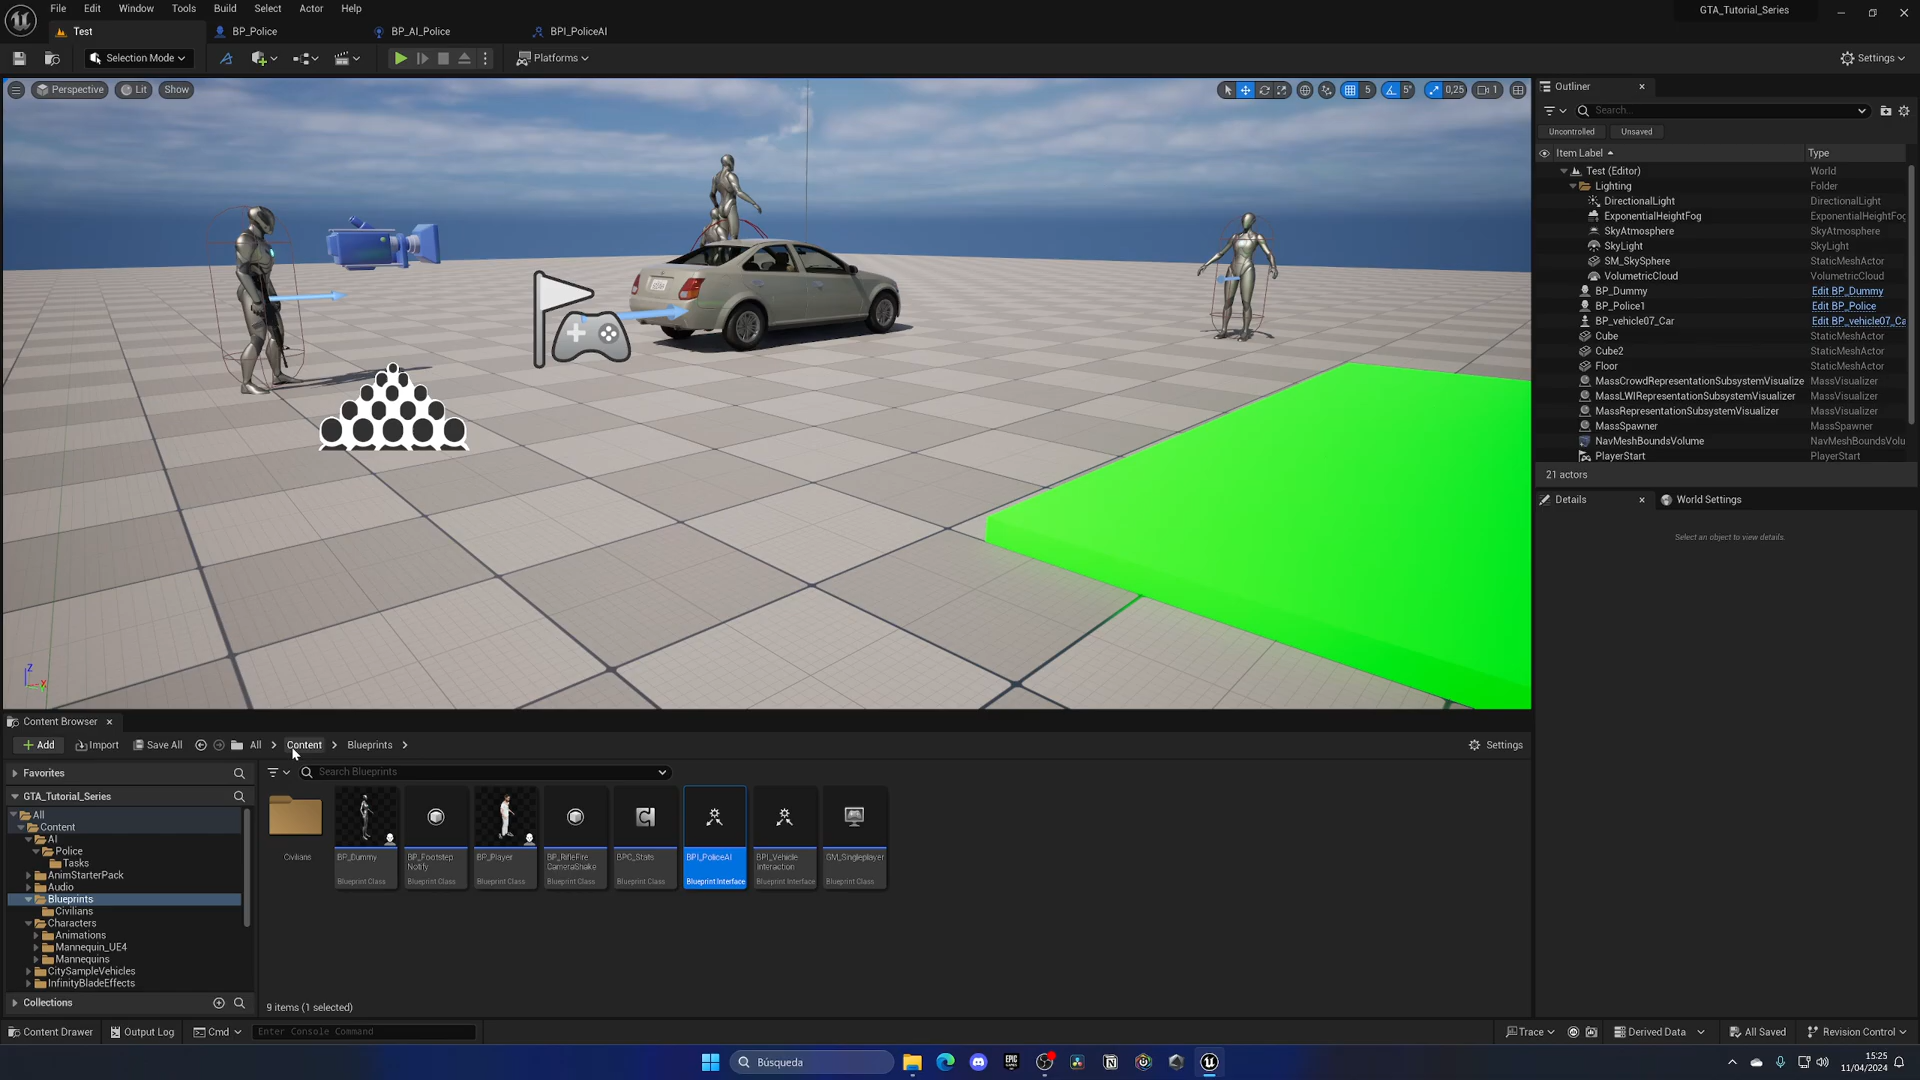 File Edit Window Tools Build Select Actor Help
GTA_Tutorial_Series
Test BP_Police BP_AI_Police BPI_PoliceAI
Selection Mode Platforms Settings
Perspective Lit Show
5 5° 0,25 1
Outliner
Search...
Uncontrolled Unsaved
Item Label Type
Test (Editor) World
Lighting Folder
DirectionalLight DirectionalLight
ExponentialHeightFog ExponentialHeightFog
SkyAtmosphere SkyAtmosphere
SkyLight SkyLight
SM_SkySphere StaticMeshActor
VolumetricCloud VolumetricCloud
BP_Dummy Edit BP_Dummy
BP_Police1 Edit BP_Police
BP_vehicle07_Car Edit BP_vehicle07_Ca
Cube StaticMeshActor
Cube2 StaticMeshActor
Floor StaticMeshActor
MassCrowdRepresentationSubsystemVisualize MassVisualizer
MassLWIRepresentationSubsystemVisualizer MassVisualizer
MassRepresentationSubsystemVisualizer MassVisualizer
MassSpawner MassSpawner
NavMeshBoundsVolume NavMeshBoundsVolu
PlayerStart PlayerStart
21 actors
Details World Settings
Select an object to view details.
Z
X
Y
Content Browser
Add Import Save All All Content Blueprints Settings
Favorites
Search Blueprints
GTA_Tutorial_Series
All
Content
AI
Police
Tasks
AnimStarterPack
Audio
Blueprints
Civilians
Characters
Animations
Mannequin_UE4
Mannequins
CitySampleVehicles
InfinityBladeEffects
Collections
Civilians
BP_Dummy
Blueprint Class
BP_Footstep
Notify
Blueprint Class
BP_Player
Blueprint Class
BP_RifleFire
CameraShake
Blueprint Class
BPC_Stats
Blueprint Class
BPI_PoliceAI
Blueprint Interface
BPI_Vehicle
Interaction
Blueprint Interface
GM_Singleplayer
Blueprint Class
9 items (1 selected)
Content Drawer Output Log Cmd Enter Console Command Trace Derived Data All Saved Revision Control
Búsqueda
EPIC
GAMES
15:25
11/04/2024